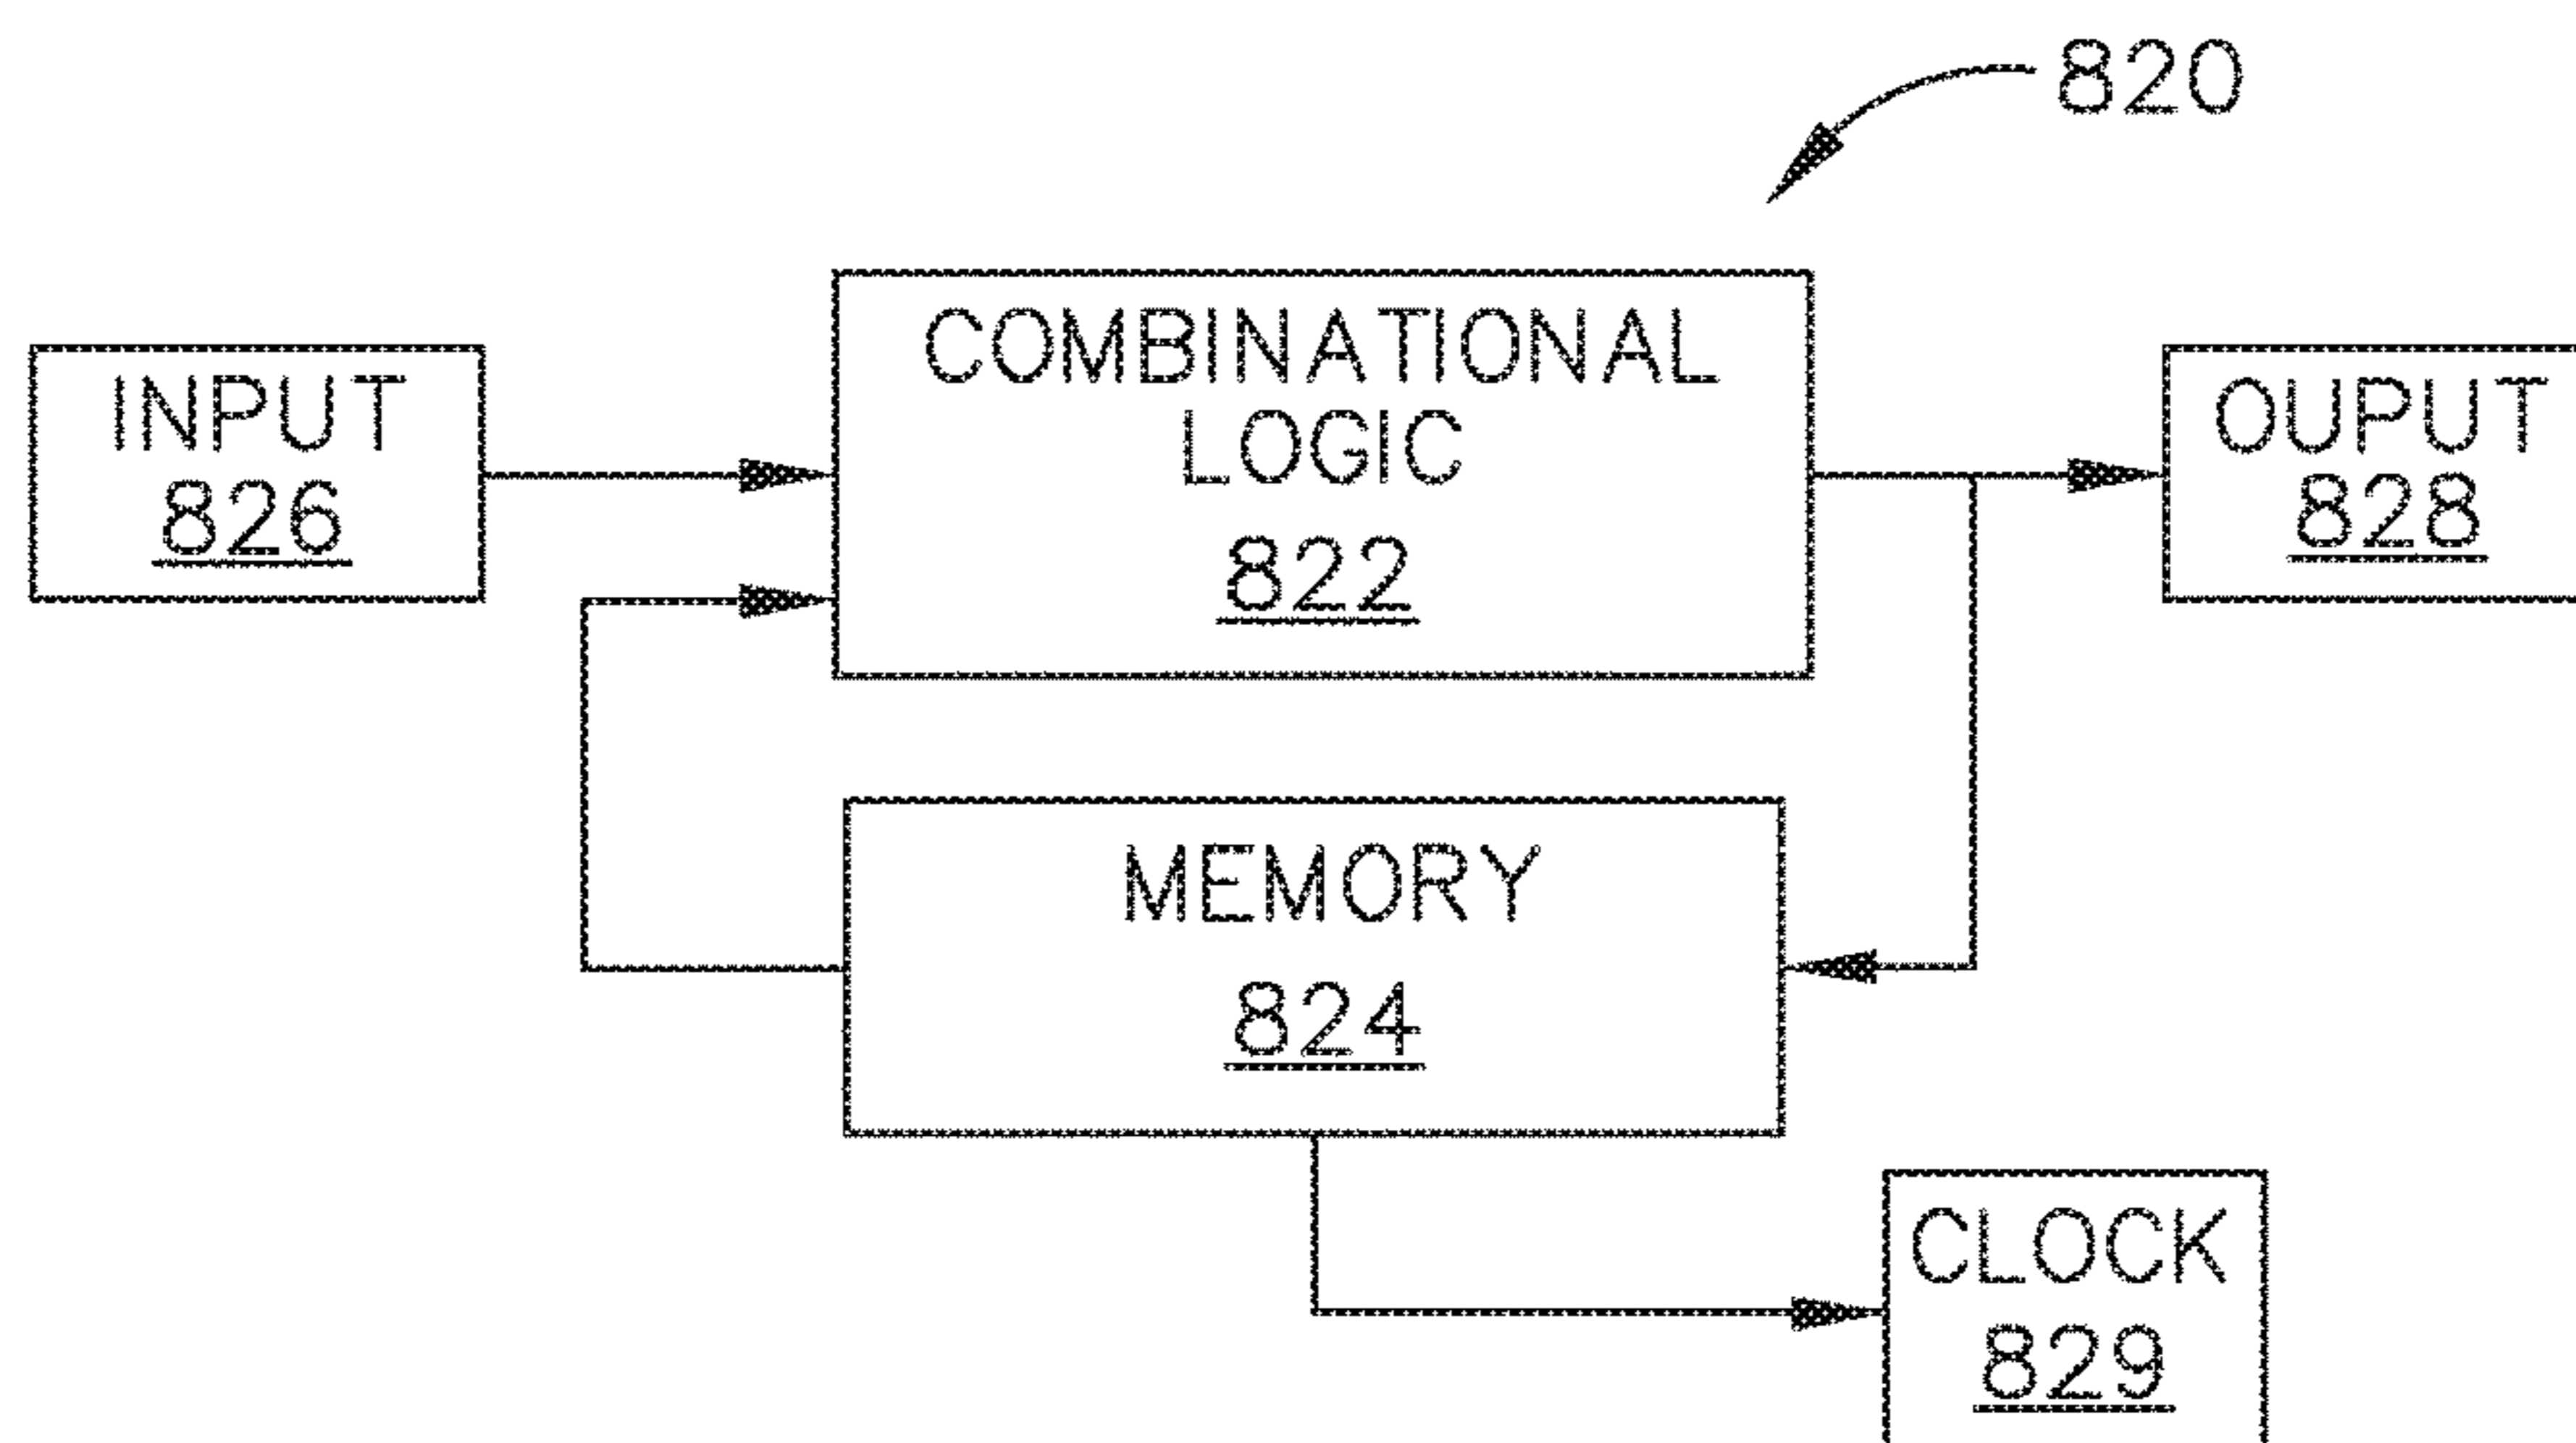 820
INPUT
826
COMBINATIONAL
LOGIC
822
OUPUT
828
MEMORY
824
CLOCK
829